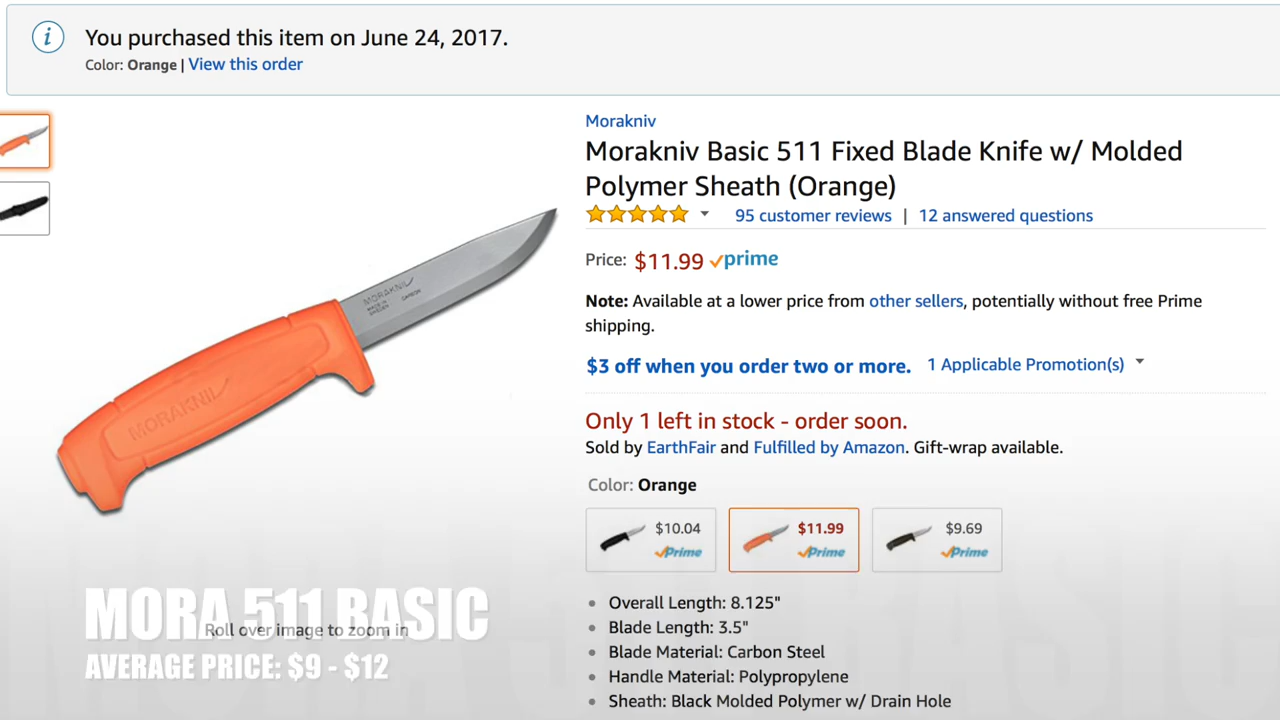 You purchased this item on June 24, 2017.
Color: Orange | View this order
Morakniv
Morakniv Basic 511 Fixed Blade Knife w/ Molded
Polymer Sheath (Orange)
95 customer reviews | 12 answered questions
Price: $11.99 prime
Note: Available at a lower price from other sellers, potentially without free Prime
shipping.
$3 off when you order two or more. 1 Applicable Promotion(s)
Only 1 left in stock - order soon.
Sold by EarthFair and Fulfilled by Amazon. Gift-wrap available.
Color: Orange
$10.04 Prime
$11.99 Prime
$9.69 Prime
Overall Length: 8.125"
Blade Length: 3.5"
Blade Material: Carbon Steel
Handle Material: Polypropylene
Sheath: Black Molded Polymer w/ Drain Hole
MORAKNIV
MADE IN
SWEDEN
CARBON
MORAKNIV
MORA 511 BASIC
Roll over image to zoom in
AVERAGE PRICE: $9 - $12